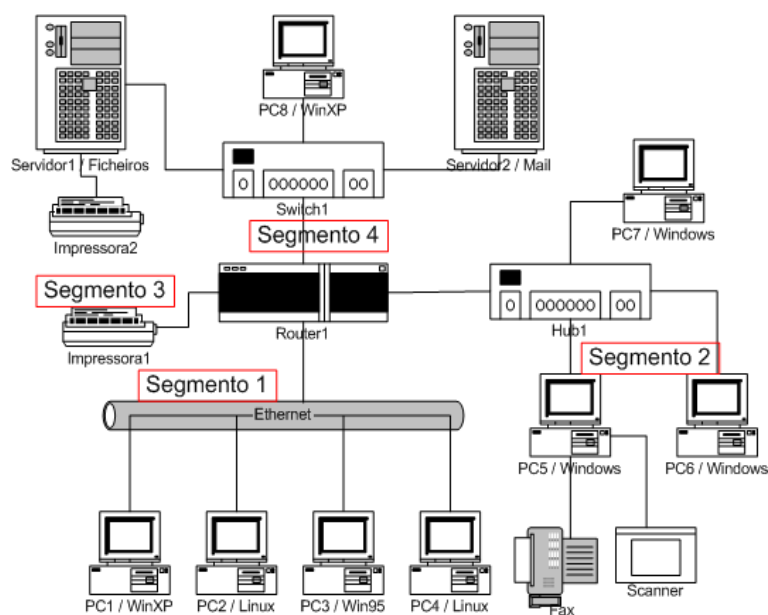 PC8 / WinXP
Servidor1 / Ficheiros
Servidor2 / Mail
Switch1
Impressora2
Segmento 4
PC7 / Windows
Segmento 3
Impressora1
Router1
Hub1
Segmento 2
Segmento 1
Ethernet
PC5 / Windows
PC6 / Windows
PC1 / WinXP
PC2 / Linux
PC3 / Win95
PC4 / Linux
Fax
Scanner